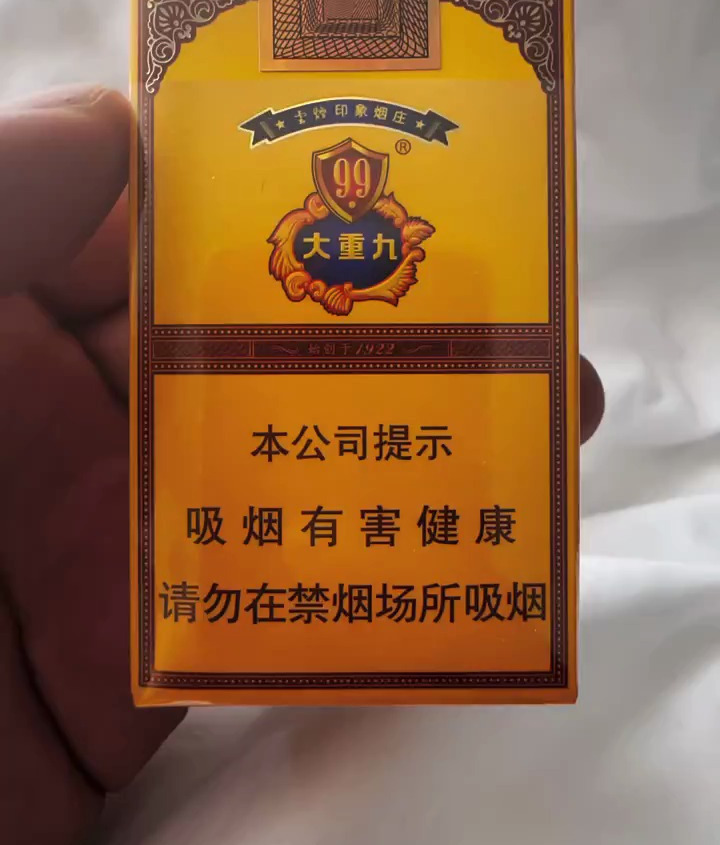 云烟印象烟庄
99
®
大重九
始创于1922
本公司提示
吸烟有害健康
请勿在禁烟场所吸烟